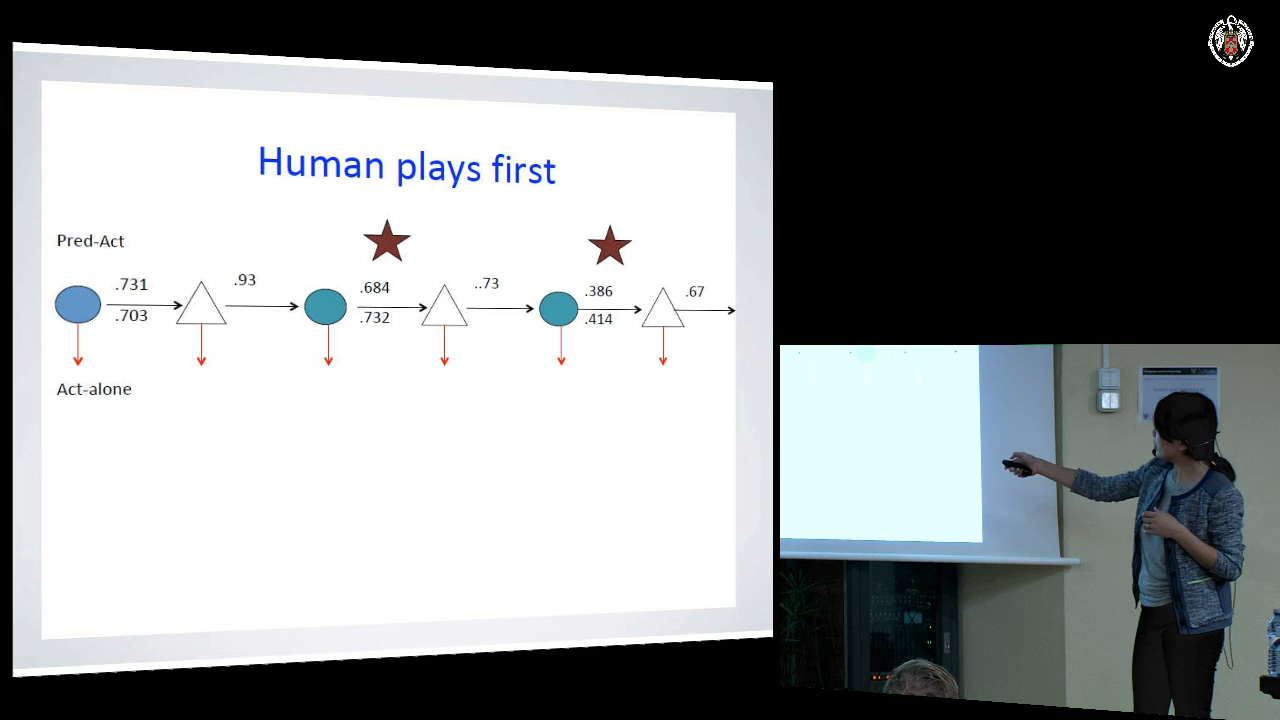 Human plays first
Pred-Act
.731 .93 .684 ..73 .386 .67
.703 .732 .414
Act-alone